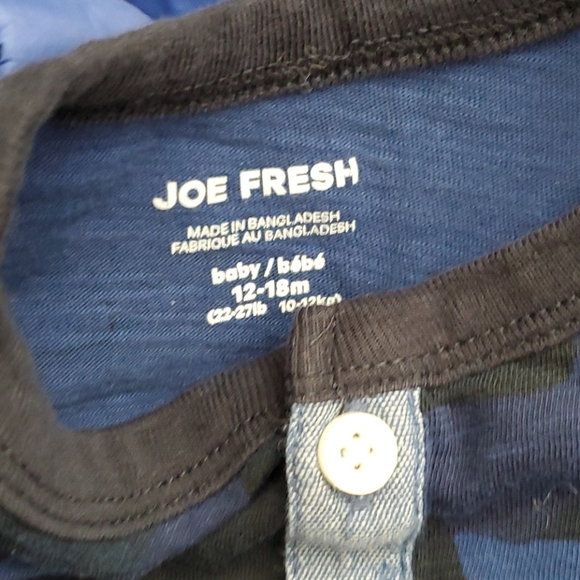 JOE FRESH
MADE IN BANGLADESH
FABRIQUE AU BANGLADESH
baby / bébé
12-18m
(22-27lb 10-12kg)